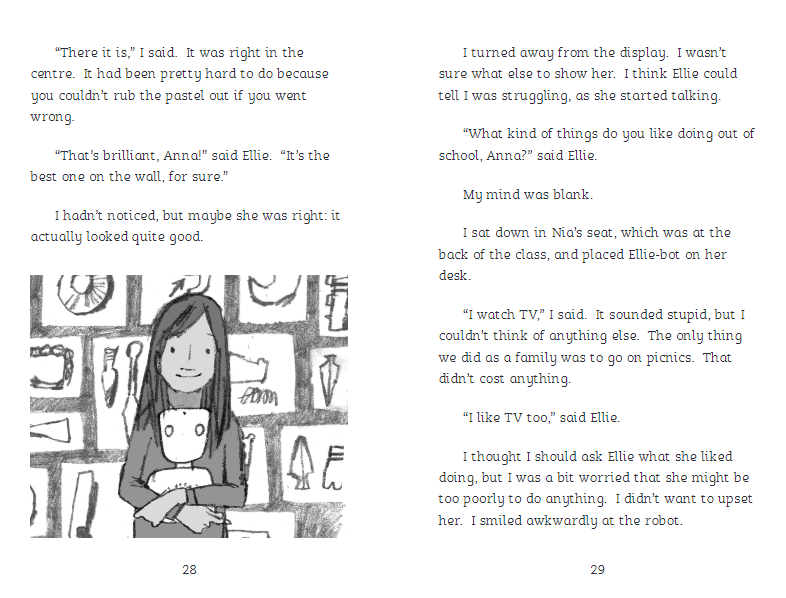 “There it is,” I said.  It was right in the
centre.  It had been pretty hard to do because
you couldn’t rub the pastel out if you went
wrong.
“That’s brilliant, Anna!” said Ellie.  “It’s the
best one on the wall, for sure.”
I hadn’t noticed, but maybe she was right: it
actually looked quite good.
28
I turned away from the display.  I wasn’t
sure what else to show her.  I think Ellie could
tell I was struggling, as she started talking.
“What kind of things do you like doing out of
school, Anna?” said Ellie.
My mind was blank.
I sat down in Nia’s seat, which was at the
back of the class, and placed Ellie-bot on her
desk.
“I watch TV,” I said.  It sounded stupid, but I
couldn’t think of anything else.  The only thing
we did as a family was to go on picnics.  That
didn’t cost anything.
“I like TV too,” said Ellie.
I thought I should ask Ellie what she liked
doing, but I was a bit worried that she might be
too poorly to do anything.  I didn’t want to upset
her.  I smiled awkwardly at the robot.
29